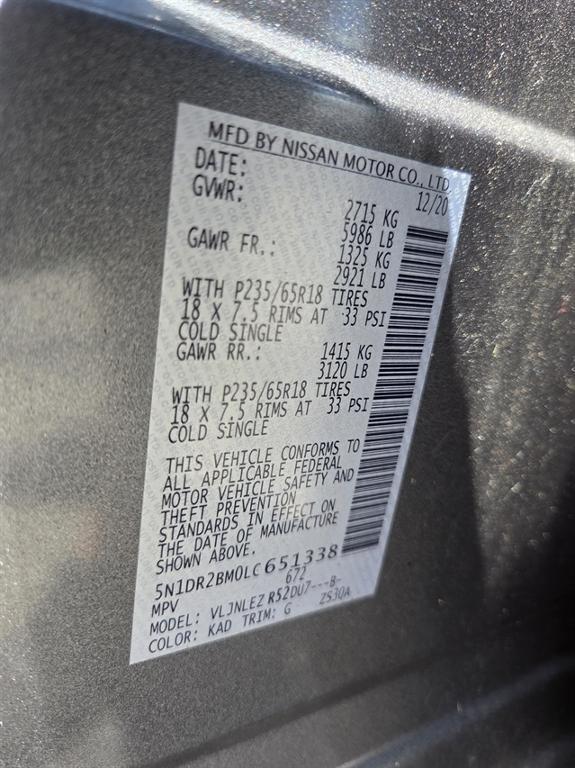 MFD BY NISSAN MOTOR CO., LTD.
DATE: 12/20
GVWR: 2715 KG
5986 LB
GAWR FR.: 1325 KG
2921 LB
WITH P235/65R18 TIRES
18 X 7.5 RIMS AT 33 PSI
COLD SINGLE
GAWR RR.: 1415 KG
3120 LB
WITH P235/65R18 TIRES
18 X 7.5 RIMS AT 33 PSI
COLD SINGLE
THIS VEHICLE CONFORMS TO
ALL APPLICABLE FEDERAL
MOTOR VEHICLE SAFETY AND
THEFT PREVENTION
STANDARDS IN EFFECT ON
THE DATE OF MANUFACTURE
SHOWN ABOVE.
5N1DR2BM0LC651338
MPV 672
MODEL: VLJNLEZ R52DU7---B-
COLOR: KAD TRIM: G ZS30A